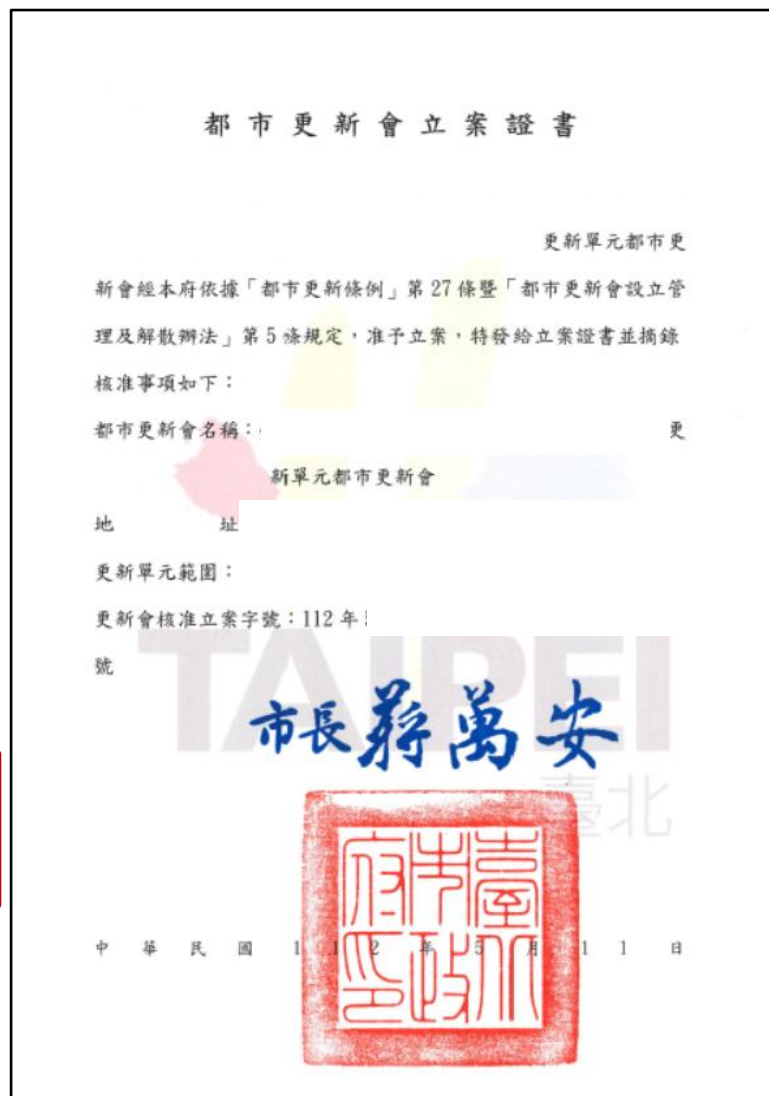 都市更新會立案證書
更新單元都市更
新會經本府依據「都市更新條例」第27條暨「都市更新會設立管
理及解散辦法」第5條規定，准予立案，特發給立案證書並摘錄
核准事項如下：
都市更新會名稱：
更
新單元都市更新會
地址
更新單元範圍：
更新會核准立案字號：112年
號
TAIPEI
臺北
市長蔣萬安
臺北市政府印
中華民國112年5月11日